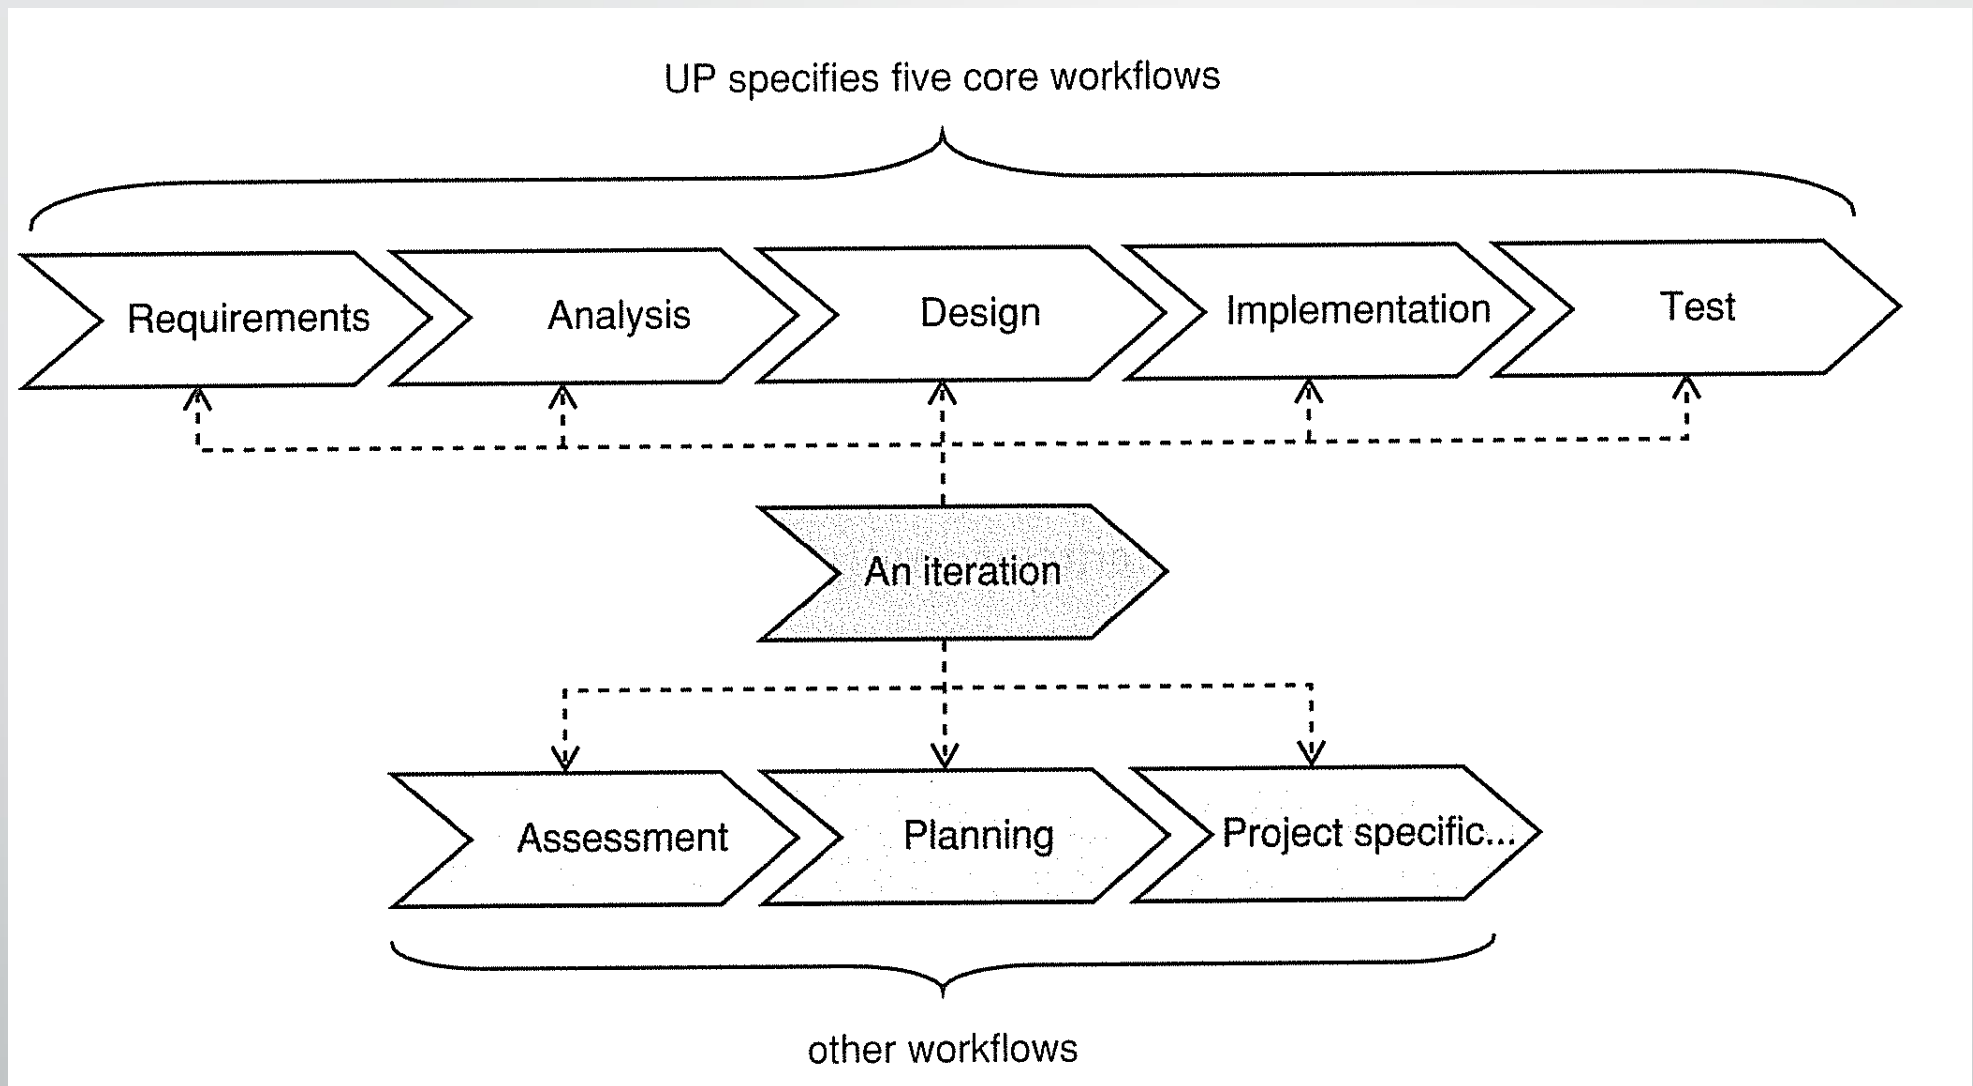 UP specifies five core workflows
Requirements
Analysis
Design
Implementation
Test
An iteration
Assessment
Planning
Project specific...
other workflows